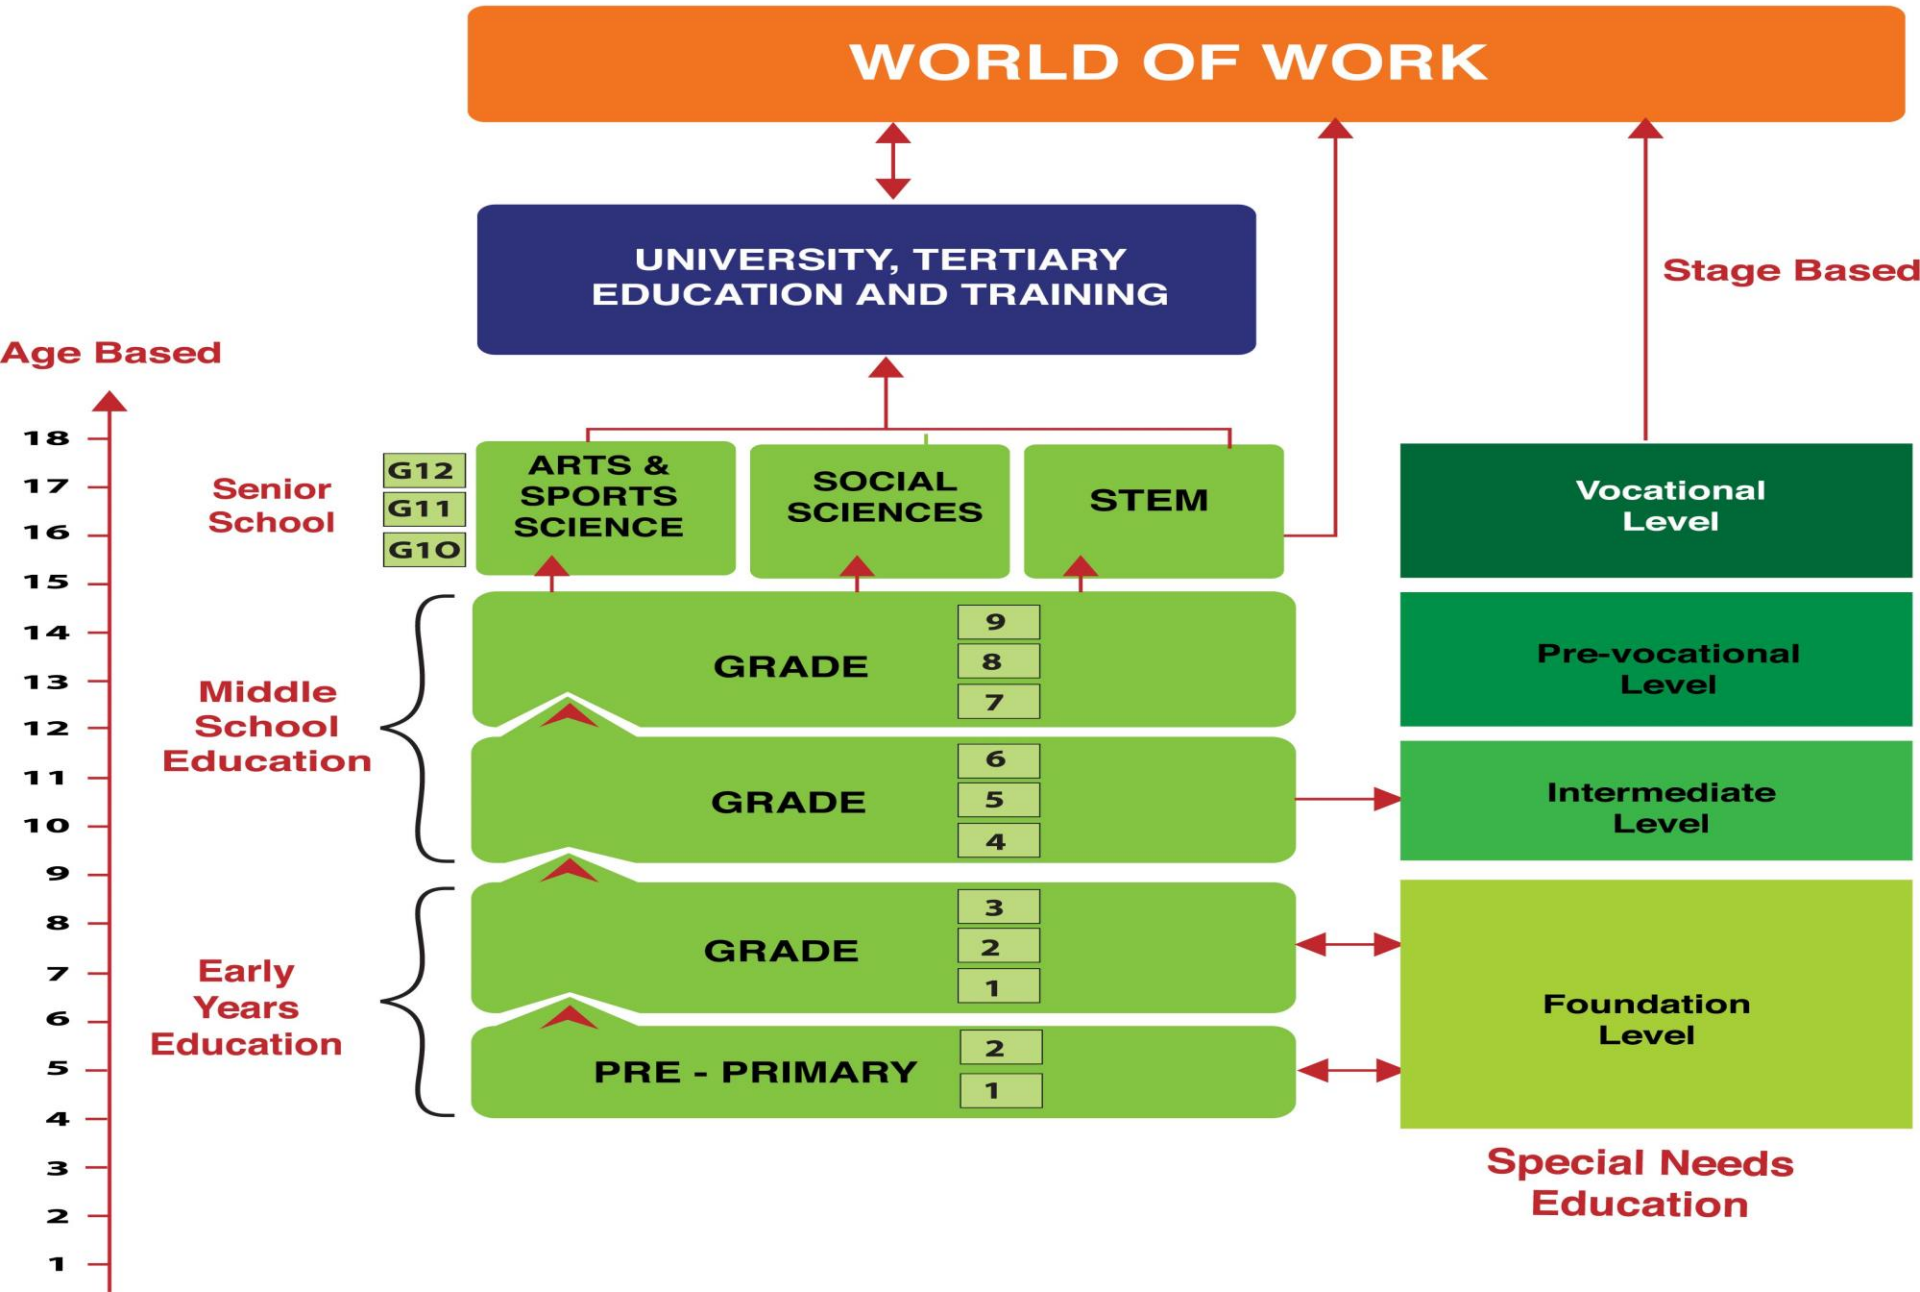 WORLD OF WORK
UNIVERSITY, TERTIARY
EDUCATION AND TRAINING
Stage Based
Age Based
18
17
16
15
14
13
12
11
10
9
8
7
6
5
4
3
2
1
Senior
School
G12
G11
G10
ARTS &
SPORTS
SCIENCE
SOCIAL
SCIENCES
STEM
Vocational
Level
Middle
School
Education
GRADE
9
8
7
Pre-vocational
Level
GRADE
6
5
4
Intermediate
Level
Early
Years
Education
GRADE
3
2
1
PRE - PRIMARY
2
1
Foundation
Level
Special Needs
Education